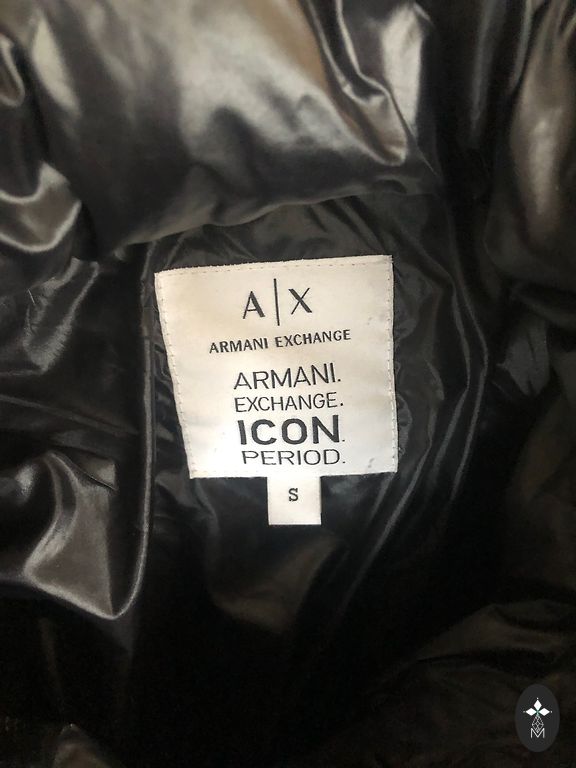 A|X
ARMANI EXCHANGE
ARMANI.
EXCHANGE.
ICON.
PERIOD.
S
M